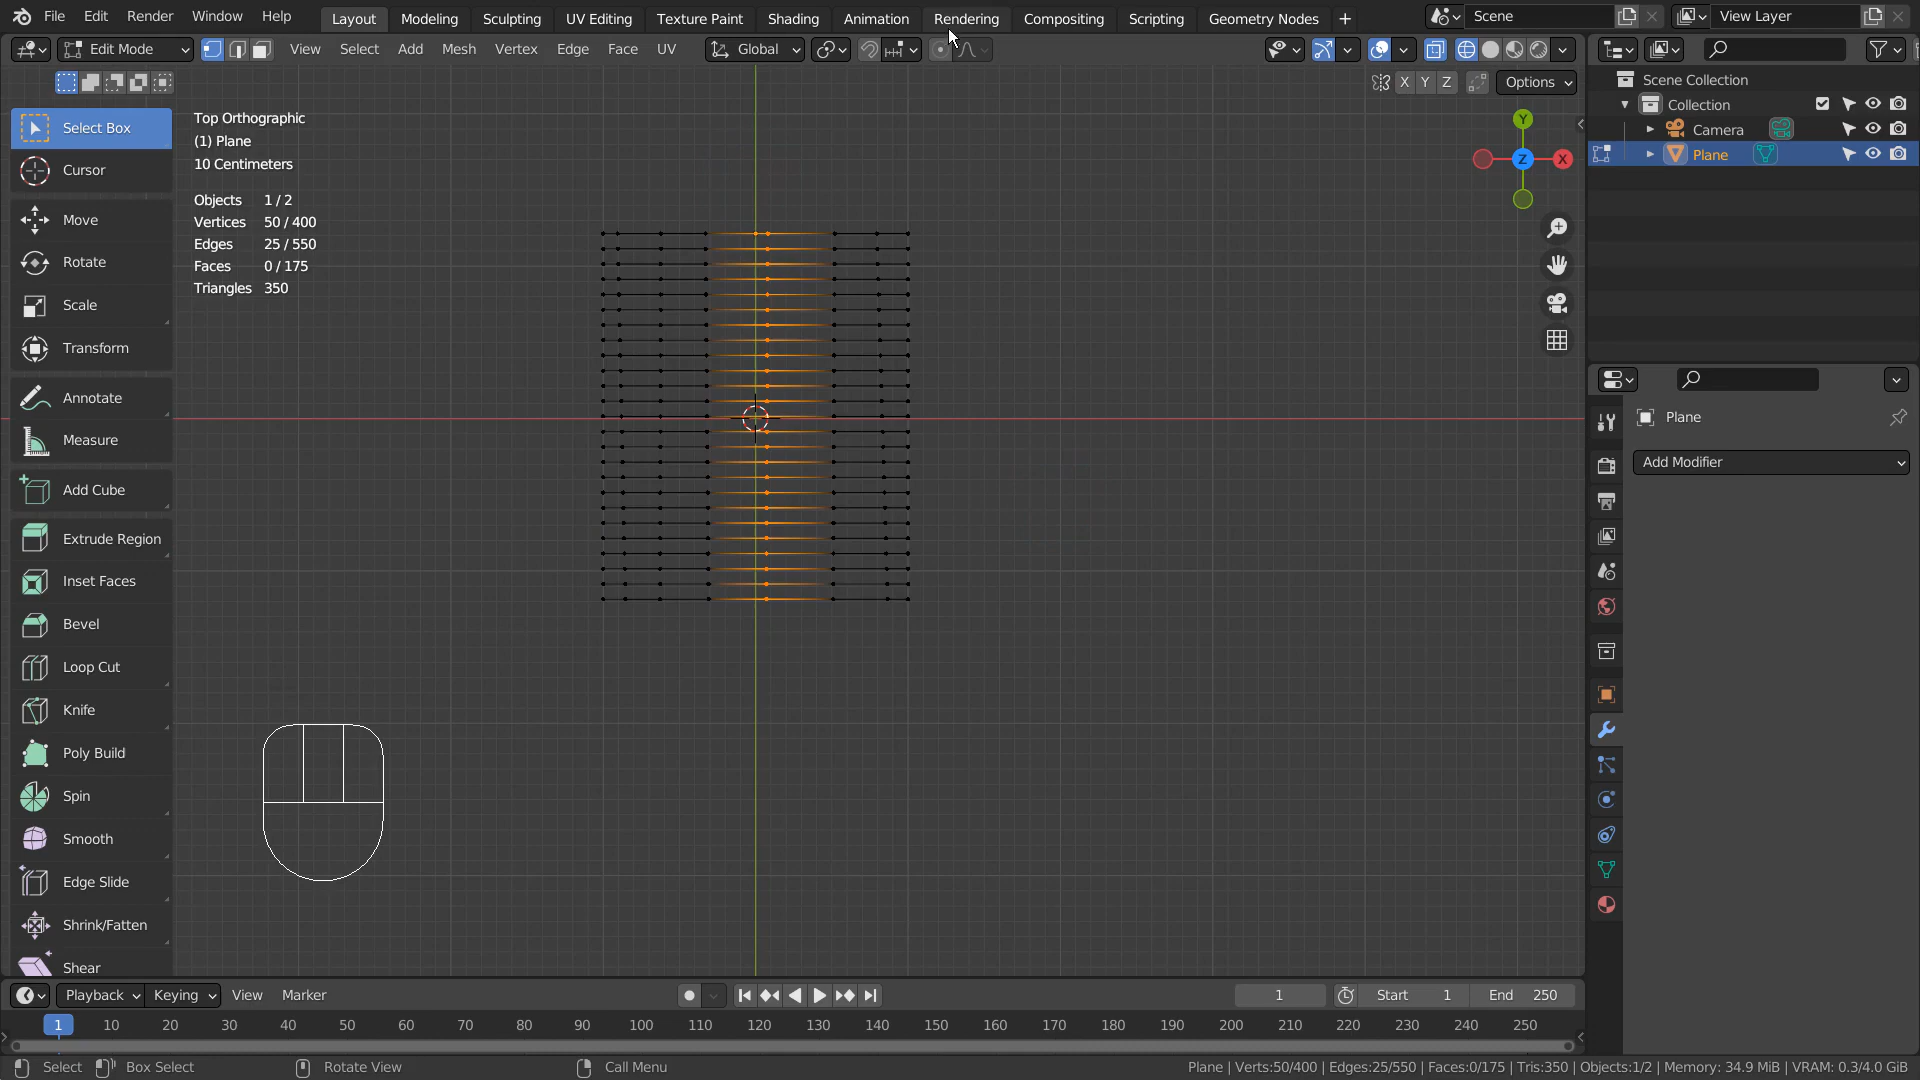 File Edit Render Window Help Layout Modeling Sculpting UV Editing Texture Paint Shading Animation Rendering Compositing Scripting Geometry Nodes + Scene View Layer
Edit Mode View Select Add Mesh Vertex Edge Face UV Global
X Y Z Options
Select Box
Cursor
Move
Rotate
Scale
Transform
Annotate
Measure
Add Cube
Extrude Region
Inset Faces
Bevel
Loop Cut
Knife
Poly Build
Spin
Smooth
Edge Slide
Shrink/Fatten
Shear
Top Orthographic
(1) Plane
10 Centimeters
Objects 1 / 2
Vertices 50 / 400
Edges 25 / 550
Faces 0 / 175
Triangles 350
Y
Z
X
Scene Collection
Collection
Camera
Plane
Plane
Add Modifier
Playback Keying View Marker 1 Start 1 End 250
1 10 20 30 40 50 60 70 80 90 100 110 120 130 140 150 160 170 180 190 200 210 220 230 240 250
Select Box Select Rotate View Call Menu Plane | Verts:50/400 | Edges:25/550 | Faces:0/175 | Tris:350 | Objects:1/2 | Memory: 34.9 MiB | VRAM: 0.3/4.0 GiB